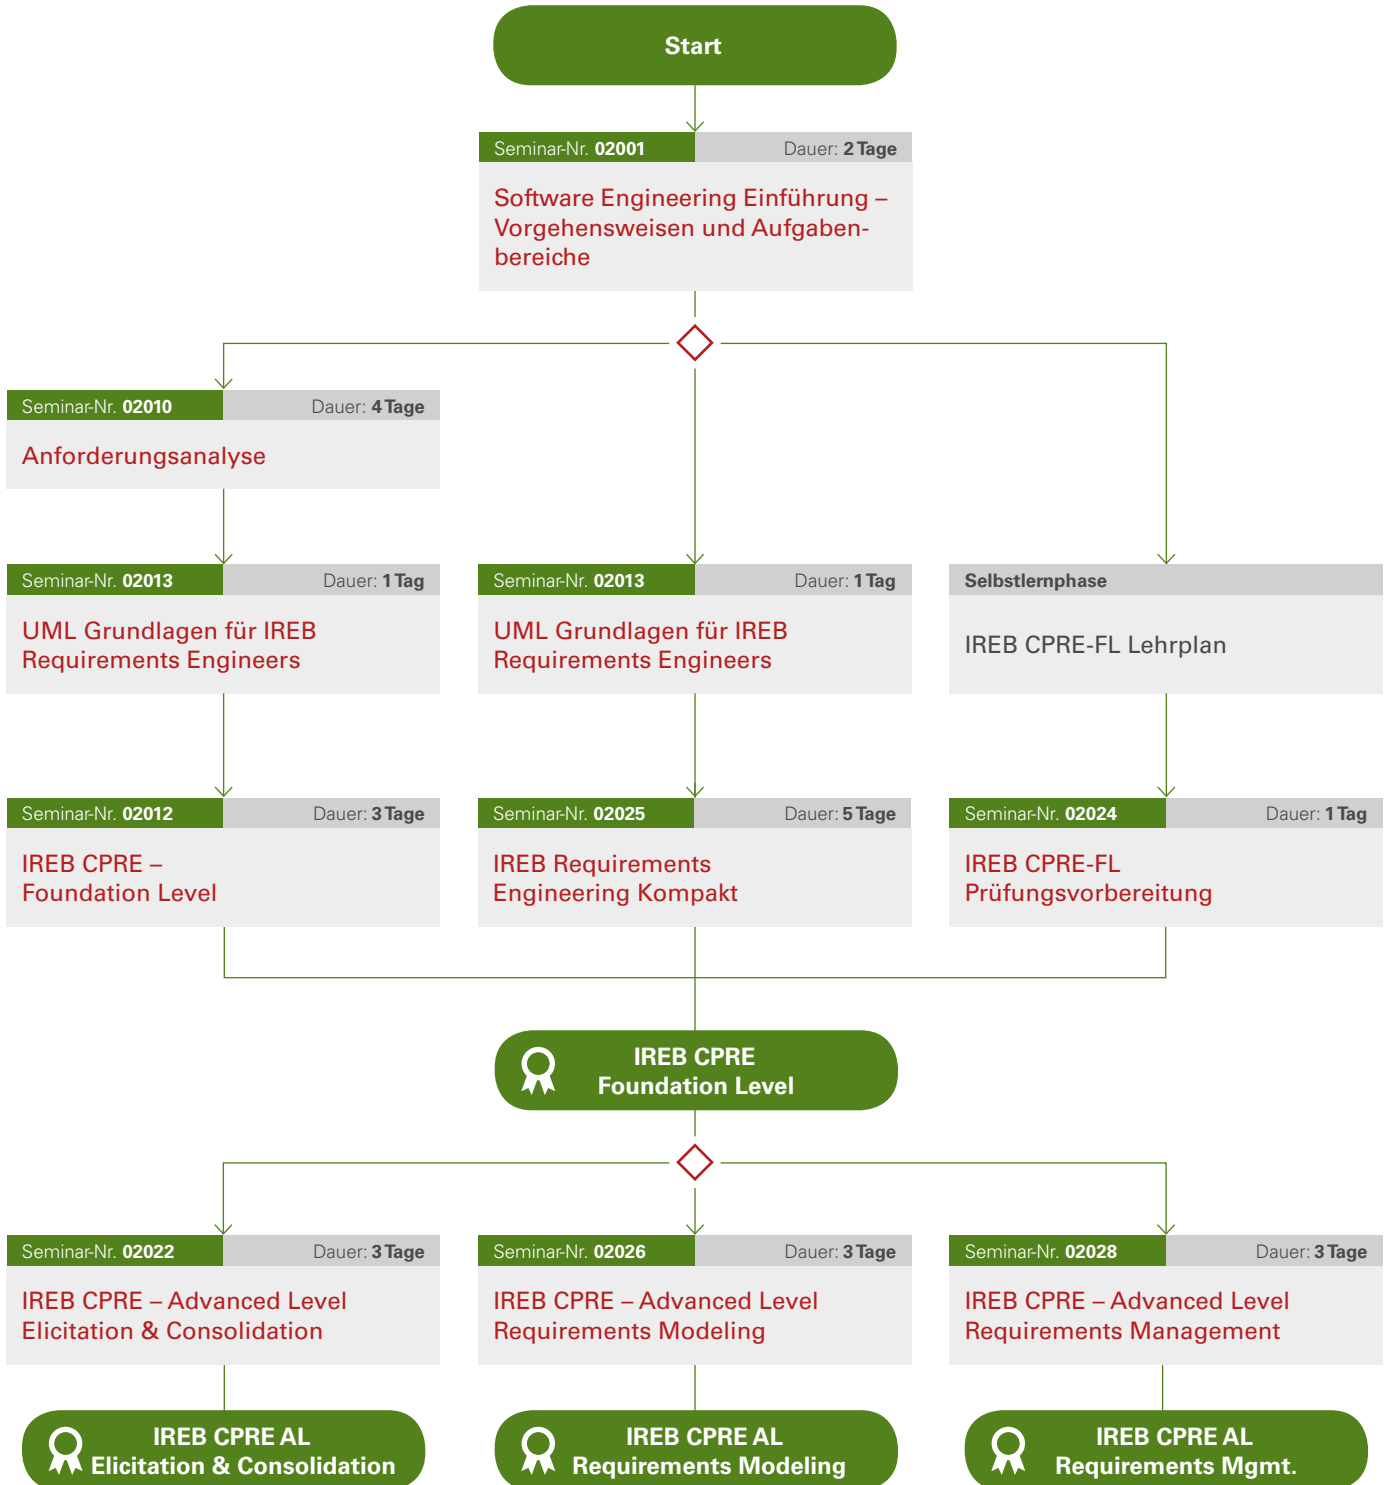 Start
Seminar-Nr. 02001 Dauer: 2 Tage
Software Engineering Einführung –
Vorgehensweisen und Aufgaben-
bereiche
Seminar-Nr. 02010 Dauer: 4 Tage
Anforderungsanalyse
Seminar-Nr. 02013 Dauer: 1 Tag
UML Grundlagen für IREB
Requirements Engineers
Seminar-Nr. 02013 Dauer: 1 Tag
UML Grundlagen für IREB
Requirements Engineers
Selbstlernphase
IREB CPRE-FL Lehrplan
Seminar-Nr. 02012 Dauer: 3 Tage
IREB CPRE –
Foundation Level
Seminar-Nr. 02025 Dauer: 5 Tage
IREB Requirements
Engineering Kompakt
Seminar-Nr. 02024 Dauer: 1 Tag
IREB CPRE-FL
Prüfungsvorbereitung
IREB CPRE
Foundation Level
Seminar-Nr. 02022 Dauer: 3 Tage
IREB CPRE – Advanced Level
Elicitation & Consolidation
Seminar-Nr. 02026 Dauer: 3 Tage
IREB CPRE – Advanced Level
Requirements Modeling
Seminar-Nr. 02028 Dauer: 3 Tage
IREB CPRE – Advanced Level
Requirements Management
IREB CPRE AL
Elicitation & Consolidation
IREB CPRE AL
Requirements Modeling
IREB CPRE AL
Requirements Mgmt.